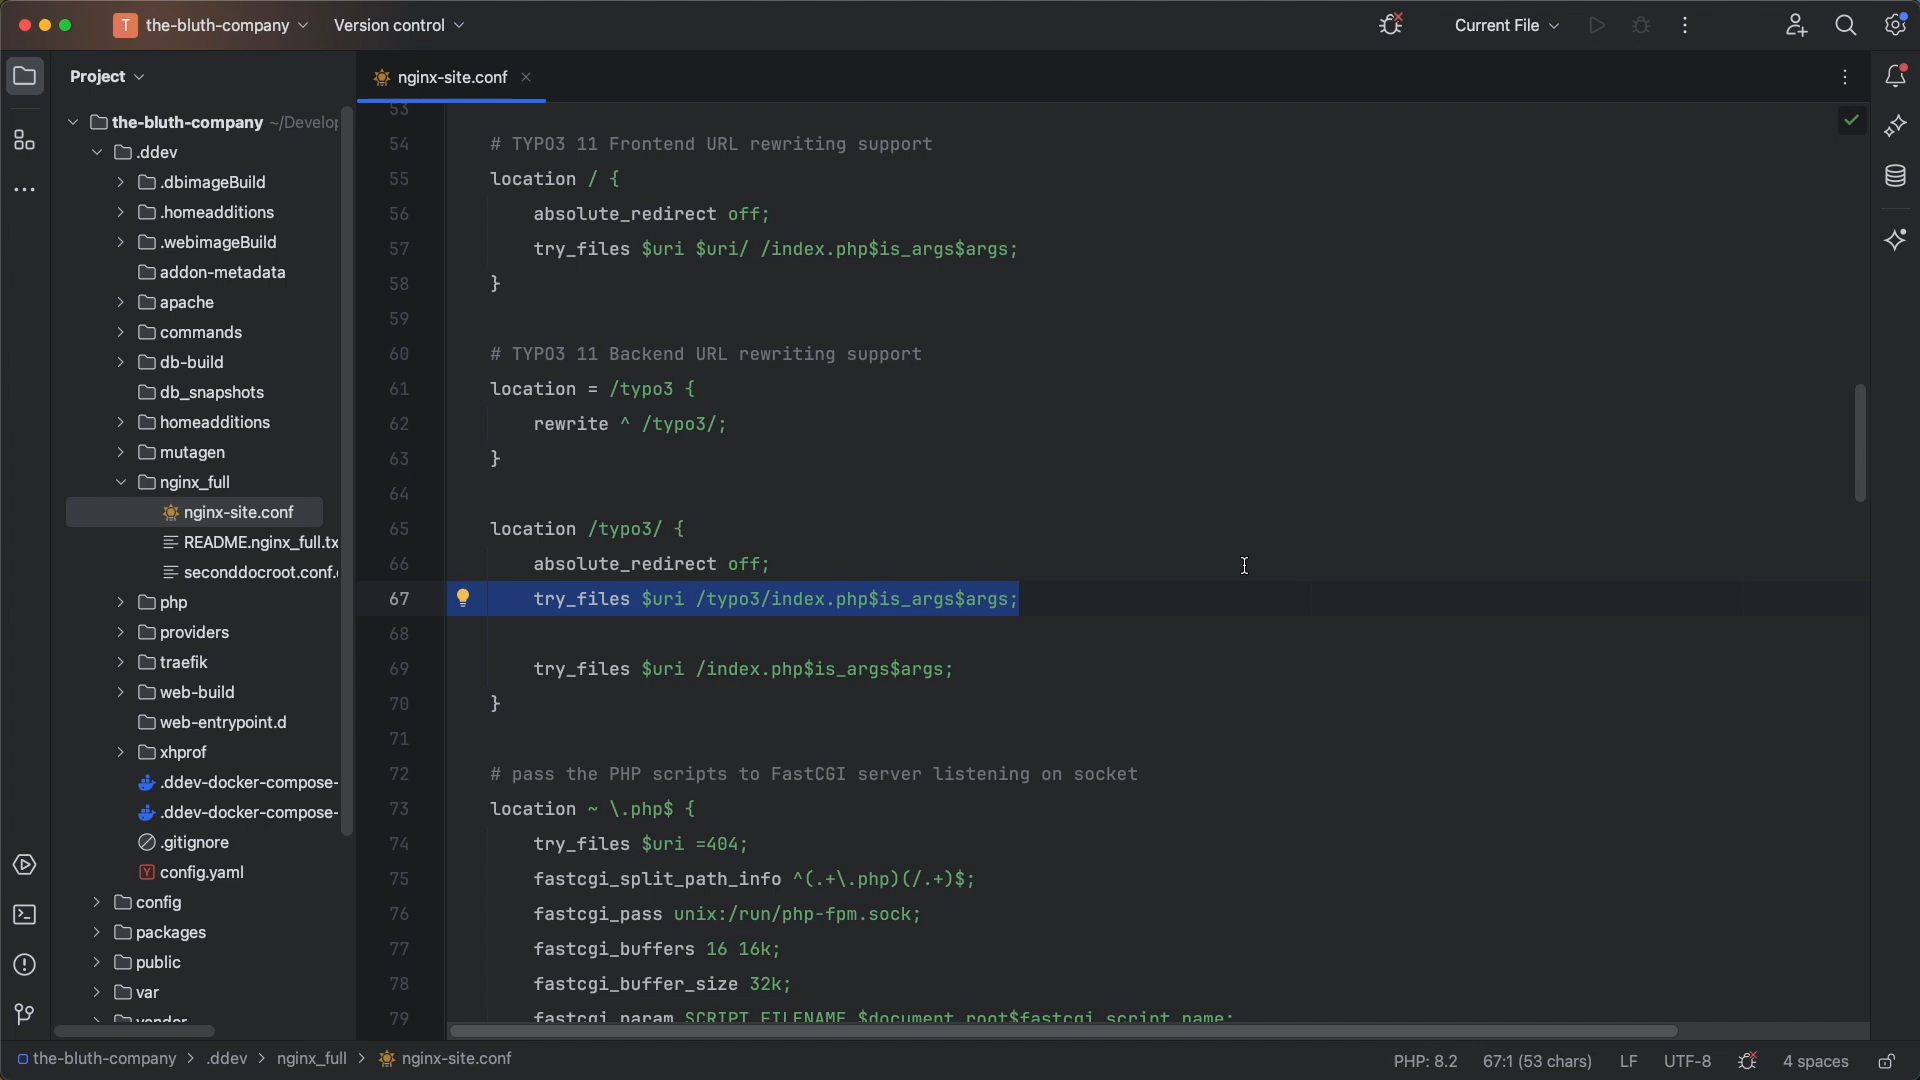 T the-bluth-company Version control Current File
Project
nginx-site.conf
the-bluth-company ~/Develop
.ddev
.dbimageBuild
.homeadditions
.webimageBuild
addon-metadata
apache
commands
db-build
db_snapshots
homeadditions
mutagen
nginx_full
nginx-site.conf
README.nginx_full.tx
seconddocroot.conf.
php
providers
traefik
web-build
web-entrypoint.d
xhprof
.ddev-docker-compose-
.ddev-docker-compose-
.gitignore
Y config.yaml
config
packages
public
var
vendor
53
54 # TYPO3 11 Frontend URL rewriting support
55 location / {
56 absolute_redirect off;
57 try_files $uri $uri/ /index.php$is_args$args;
58 }
59
60 # TYPO3 11 Backend URL rewriting support
61 location = /typo3 {
62 rewrite ^ /typo3/;
63 }
64
65 location /typo3/ {
66 absolute_redirect off;
67 try_files $uri /typo3/index.php$is_args$args;
68
69 try_files $uri /index.php$is_args$args;
70 }
71
72 # pass the PHP scripts to FastCGI server listening on socket
73 location ~ \.php$ {
74 try_files $uri =404;
75 fastcgi_split_path_info ^(.+\.php)(/.+)$;
76 fastcgi_pass unix:/run/php-fpm.sock;
77 fastcgi_buffers 16 16k;
78 fastcgi_buffer_size 32k;
79 fastcgi_param SCRIPT_FILENAME $document_root$fastcgi_script_name;
the-bluth-company > .ddev > nginx_full > nginx-site.conf PHP: 8.2 67:1 (53 chars) LF UTF-8 4 spaces